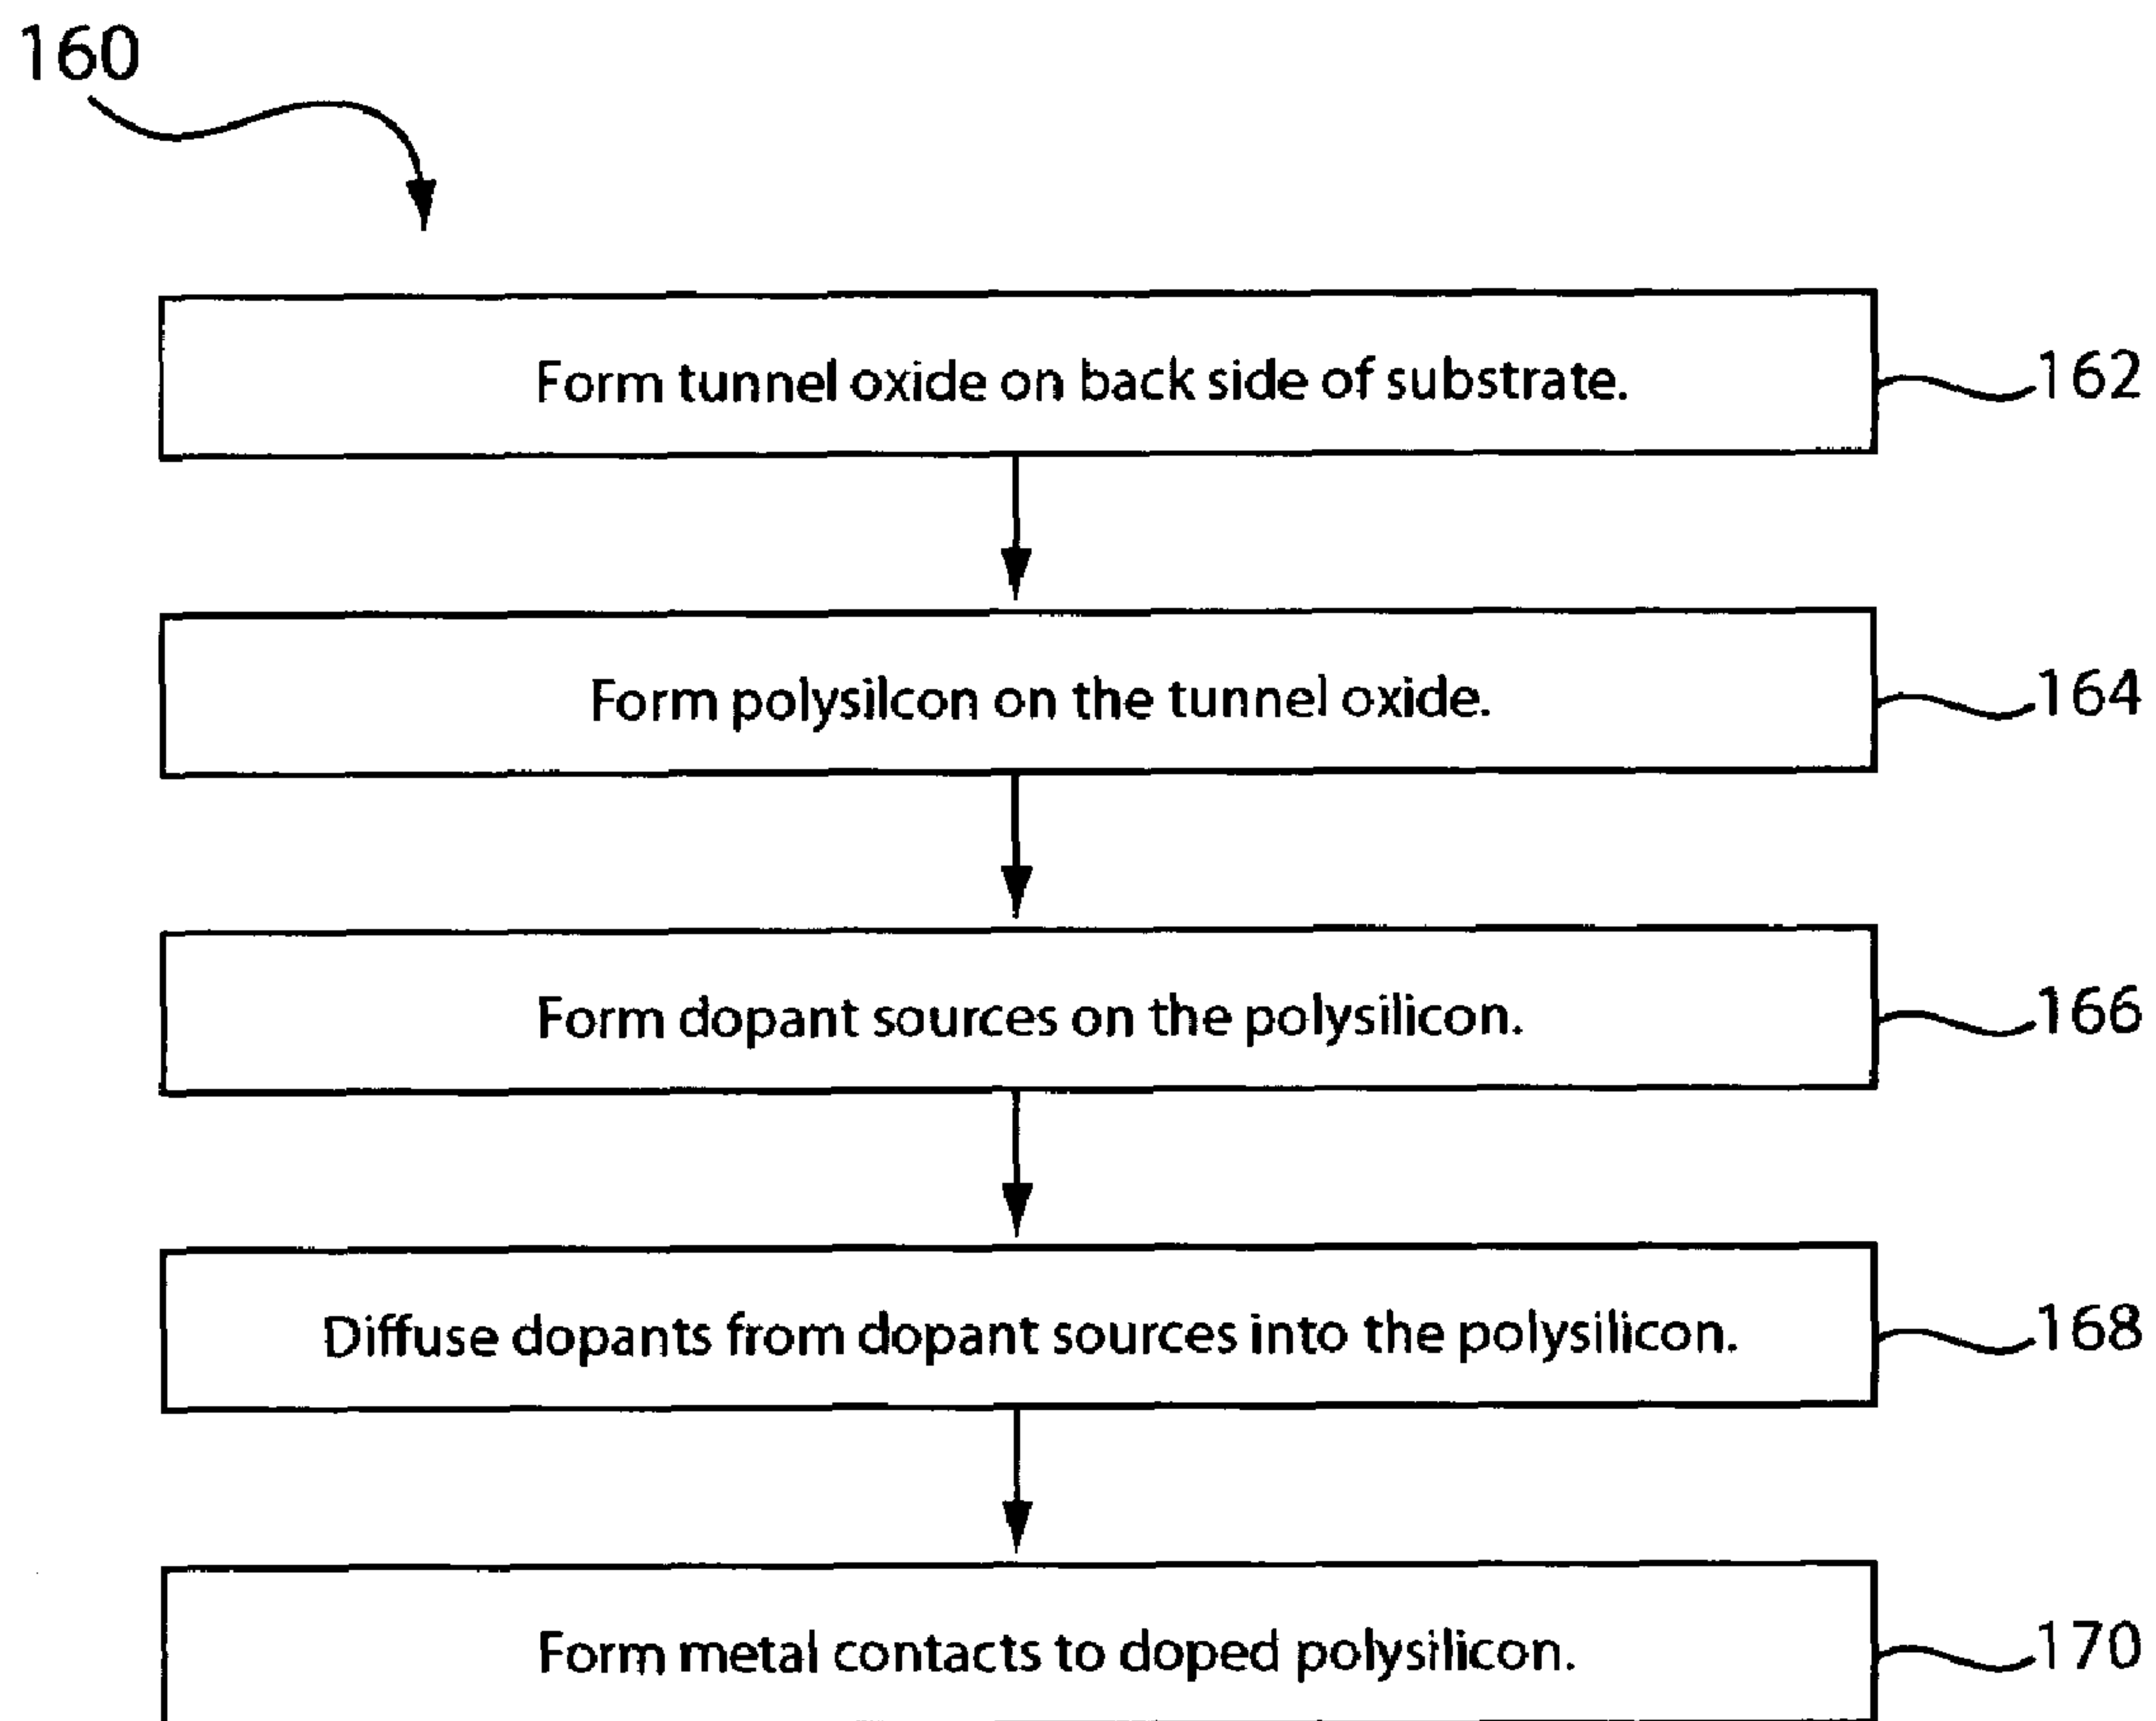 160
Form tunnel oxide on back side of substrate.
162
Form polysilcon on the tunnel oxide.
164
Form dopant sources on the polysilicon.
166
Diffuse dopants from dopant sources into the polysilicon.
168
Form metal contacts to doped polysilicon.
170